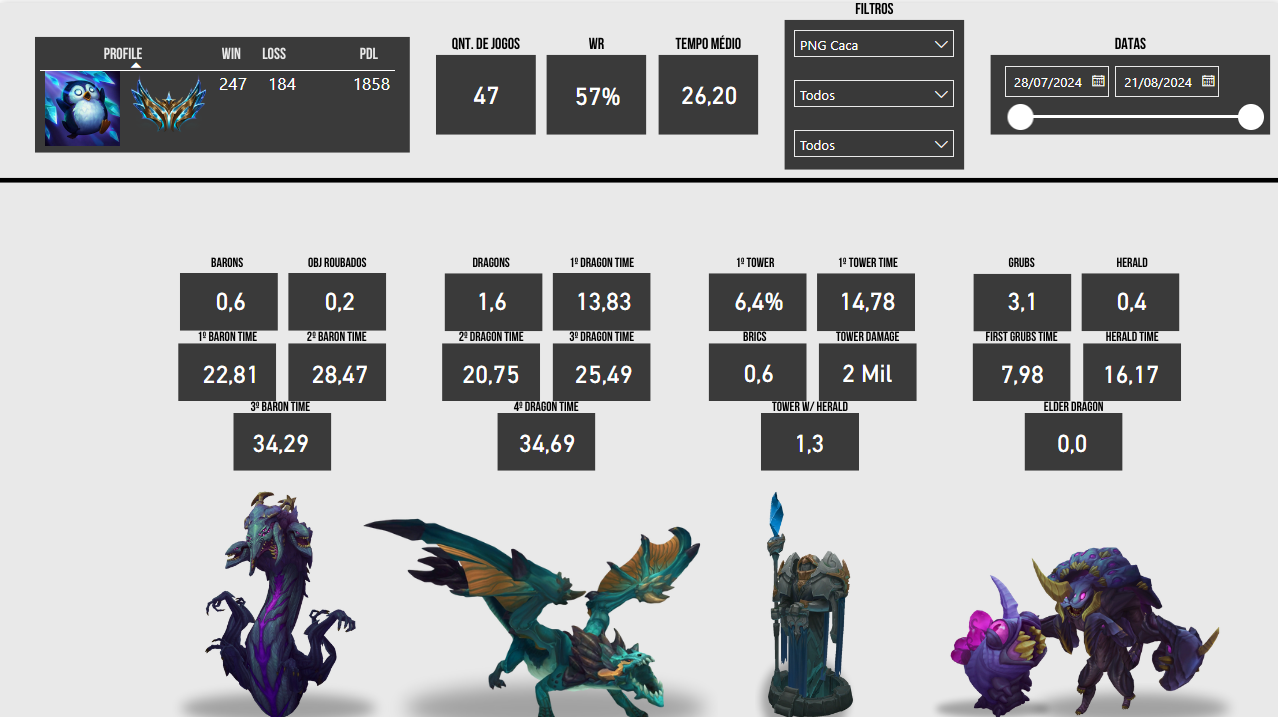 FILTROS
PROFILE WIN LOSS PDL
247 184 1858
QNT. DE JOGOS WR TEMPO MÉDIO
47 57% 26,20
PNG Caca
Todos
Todos
DATAS
28/07/2024 21/08/2024
BARONS OBJ ROUBADOS
0,6 0,2
1º BARON TIME 2º BARON TIME
22,81 28,47
3º BARON TIME
34,29
DRAGONS 1º DRAGON TIME
1,6 13,83
2º DRAGON TIME 3º DRAGON TIME
20,75 25,49
4º DRAGON TIME
34,69
1º TOWER 1º TOWER TIME
6,4% 14,78
BRICS TOWER DAMAGE
0,6 2 Mil
TOWER W/ HERALD
1,3
GRUBS HERALD
3,1 0,4
FIRST GRUBS TIME HERALD TIME
7,98 16,17
ELDER DRAGON
0,0